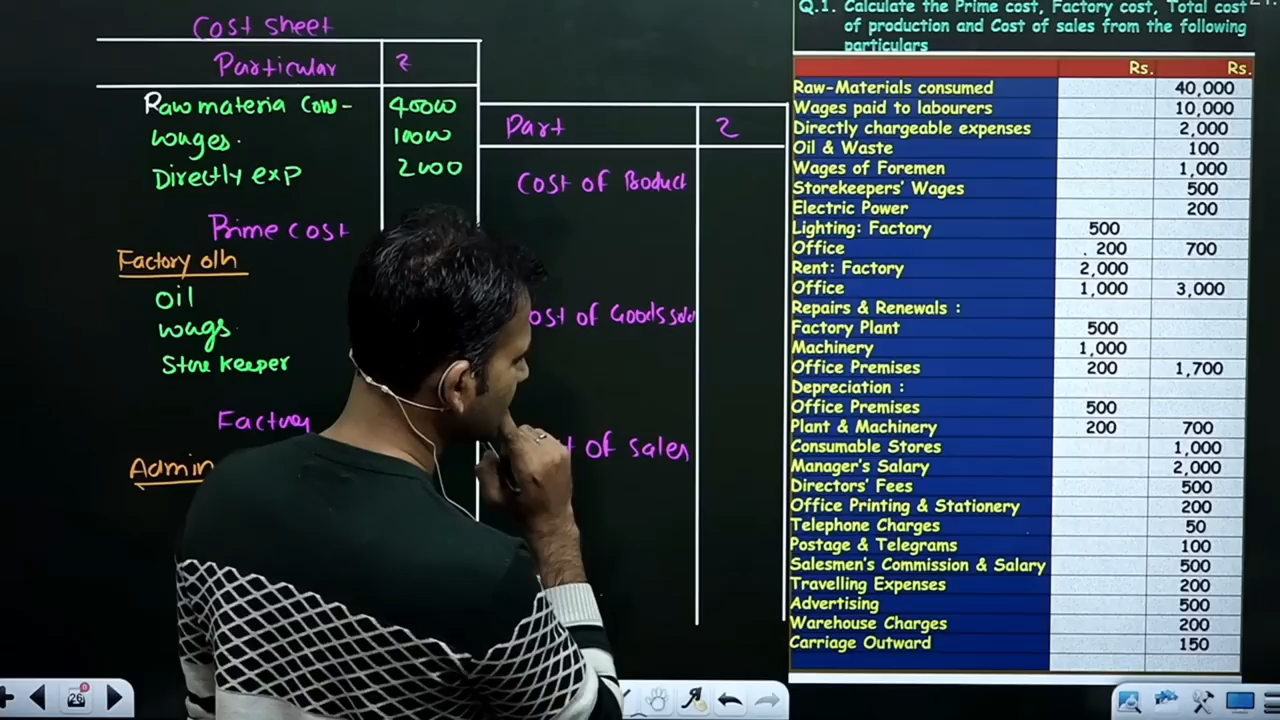 Cost sheet
Particular ₹
Raw materia Cons- 40000
wages. 10000
Directly exp 2000
Prime cost
Factory o/h
oil
wags
Store keeper
Factory
Admin
Part ₹
Cost of Product
ost of Goods sold
of sales
26
Q.1. Calculate the Prime cost, Factory cost, Total cost
of production and Cost of sales from the following
particulars
Rs. Rs.
Raw-Materials consumed 40,000
Wages paid to labourers 10,000
Directly chargeable expenses 2,000
Oil & Waste 100
Wages of Foremen 1,000
Storekeepers' Wages 500
Electric Power 200
Lighting: Factory 500
Office 200 700
Rent: Factory 2,000
Office 1,000 3,000
Repairs & Renewals :
Factory Plant 500
Machinery 1,000
Office Premises 200 1,700
Depreciation :
Office Premises 500
Plant & Machinery 200 700
Consumable Stores 1,000
Manager's Salary 2,000
Directors' Fees 500
Office Printing & Stationery 200
Telephone Charges 50
Postage & Telegrams 100
Salesmen's Commission & Salary 500
Travelling Expenses 200
Advertising 500
Warehouse Charges 200
Carriage Outward 150